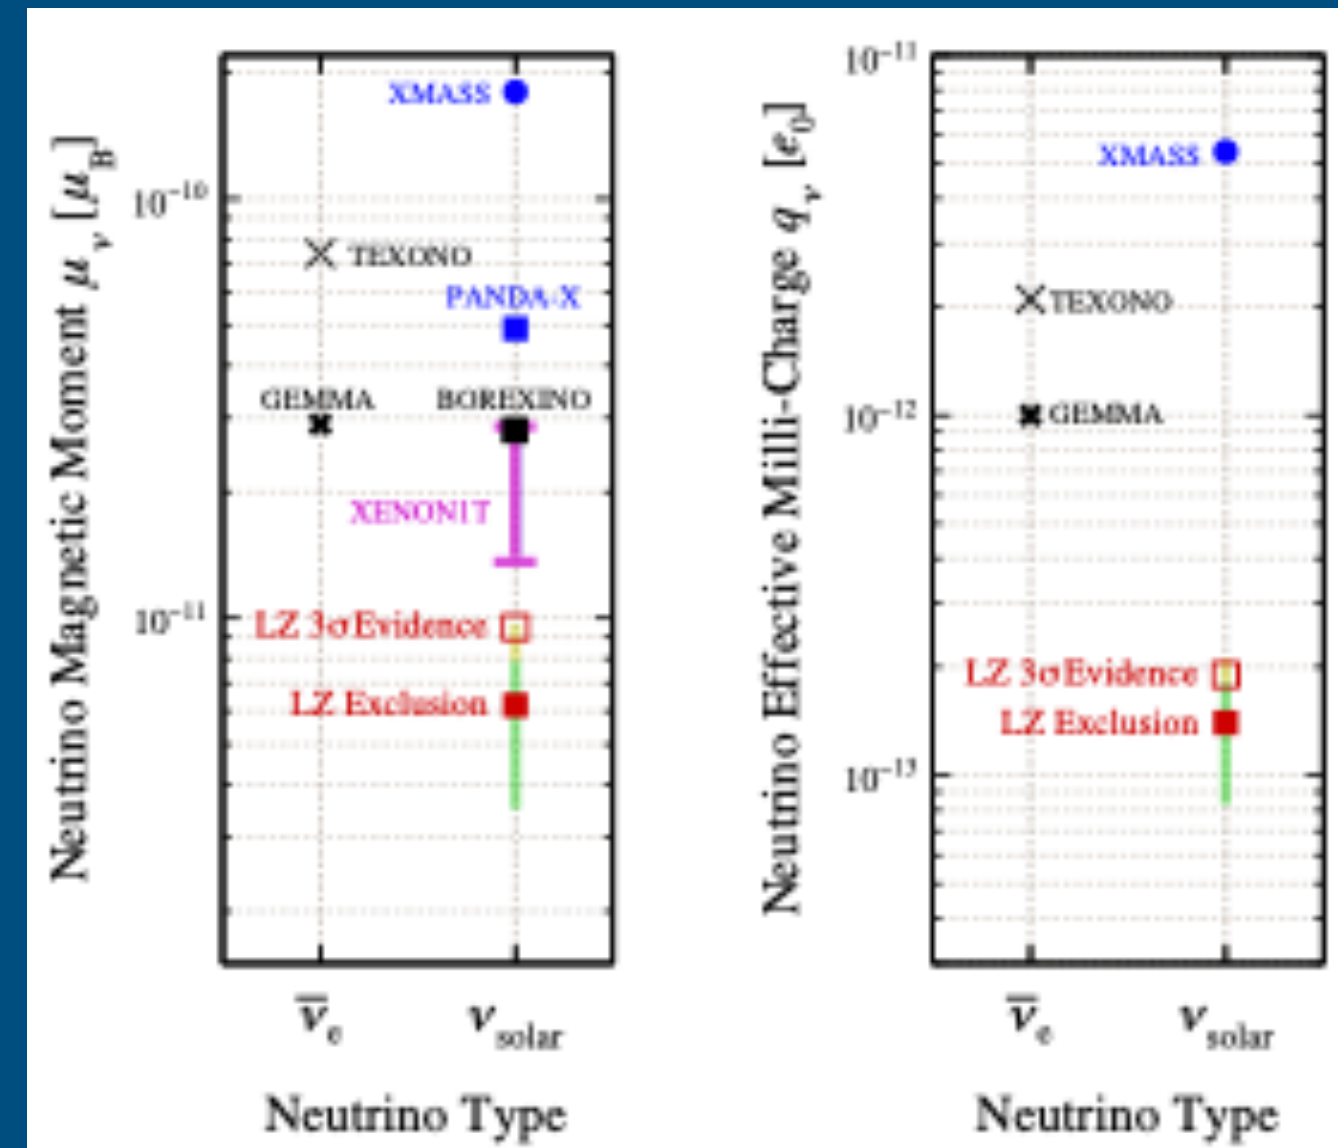 Neutrino Magnetic Moment μν [μB]
10⁻¹⁰
10⁻¹¹
XMASS
TEXONO
PANDA-X
GEMMA
BOREXINO
XENON1T
LZ 3σ Evidence
LZ Exclusion
ν̅e
νsolar
Neutrino Type
Neutrino Effective Milli-Charge qν [e0]
10⁻¹¹
10⁻¹²
10⁻¹³
XMASS
TEXONO
GEMMA
LZ 3σ Evidence
LZ Exclusion
ν̅e
νsolar
Neutrino Type